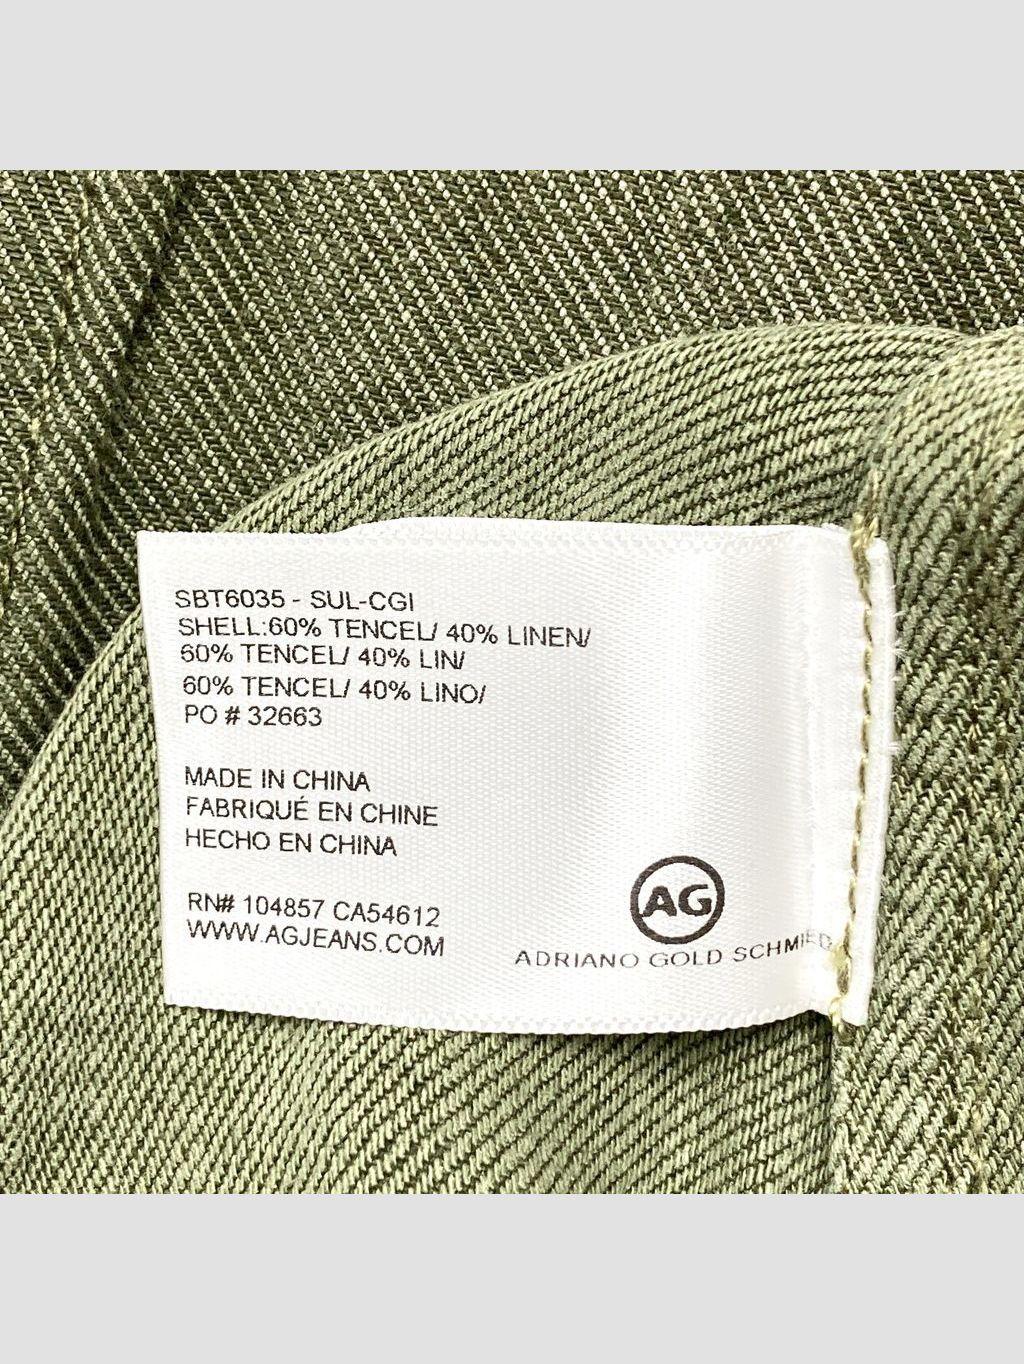 SBT6035 - SUL-CGI
SHELL:60% TENCEL/ 40% LINEN/
60% TENCEL/ 40% LIN/
60% TENCEL/ 40% LINO/
PO # 32663
MADE IN CHINA
FABRIQUÉ EN CHINE
HECHO EN CHINA
RN# 104857 CA54612
WWW.AGJEANS.COM
AG
ADRIANO GOLD SCHMIED